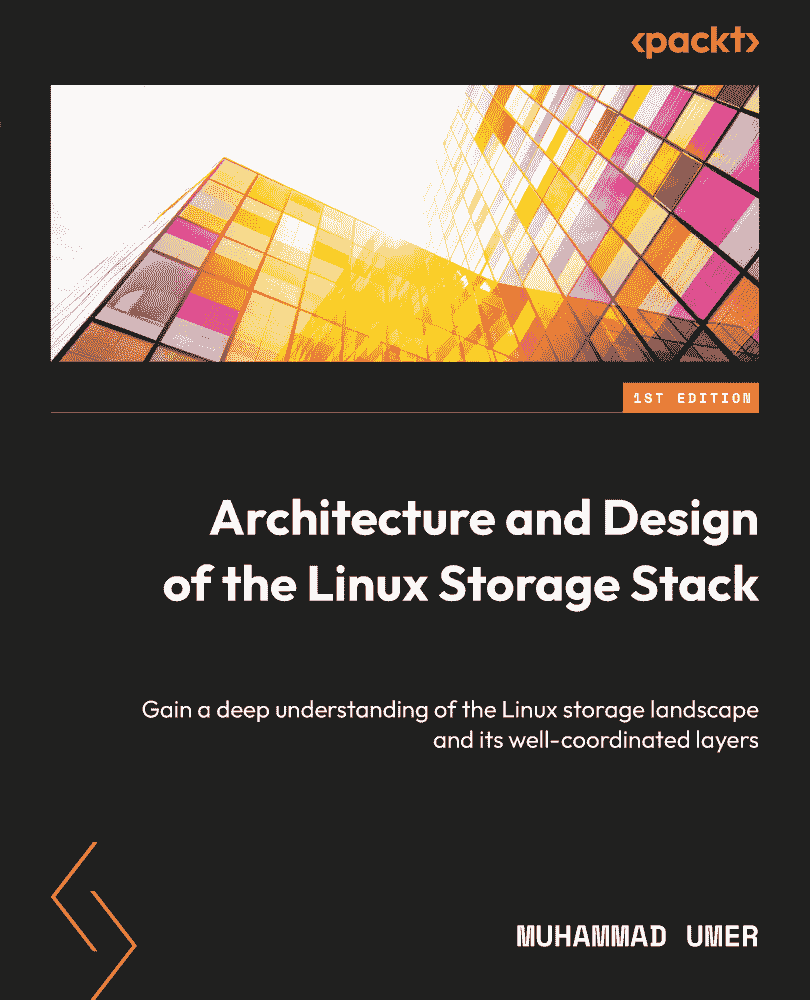 <packt>
1ST EDITION
Architecture and Design
of the Linux Storage Stack
Gain a deep understanding of the Linux storage landscape
and its well-coordinated layers
MUHAMMAD UMER